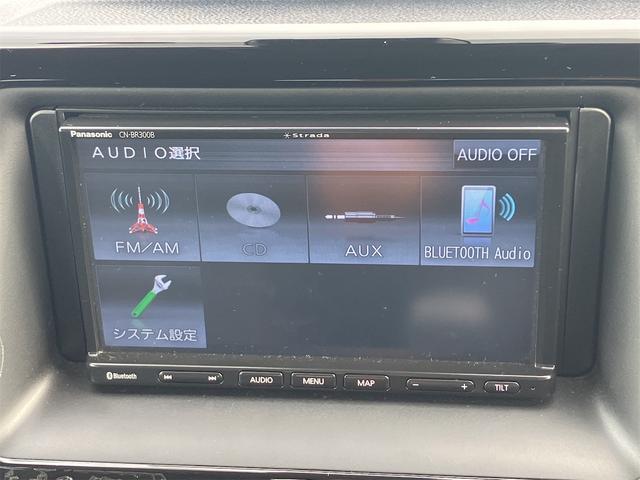 Panasonic CN-BR300B Strada
AUDIO選択 AUDIO OFF
FM/AM CD AUX BLUETOOTH Audio
システム設定
Bluetooth AUDIO MENU MAP − + TILT